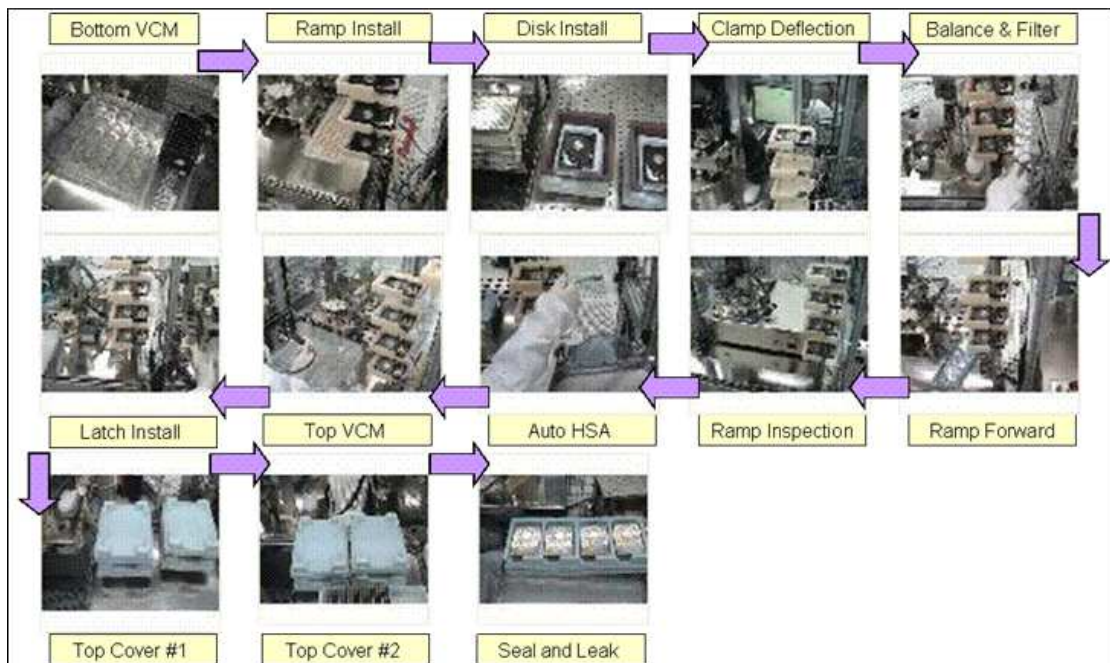 Bottom VCM
Ramp Install
Disk Install
Clamp Deflection
Balance & Filter
Latch Install
Top VCM
Auto HSA
Ramp Inspection
Ramp Forward
Top Cover #1
Top Cover #2
Seal and Leak